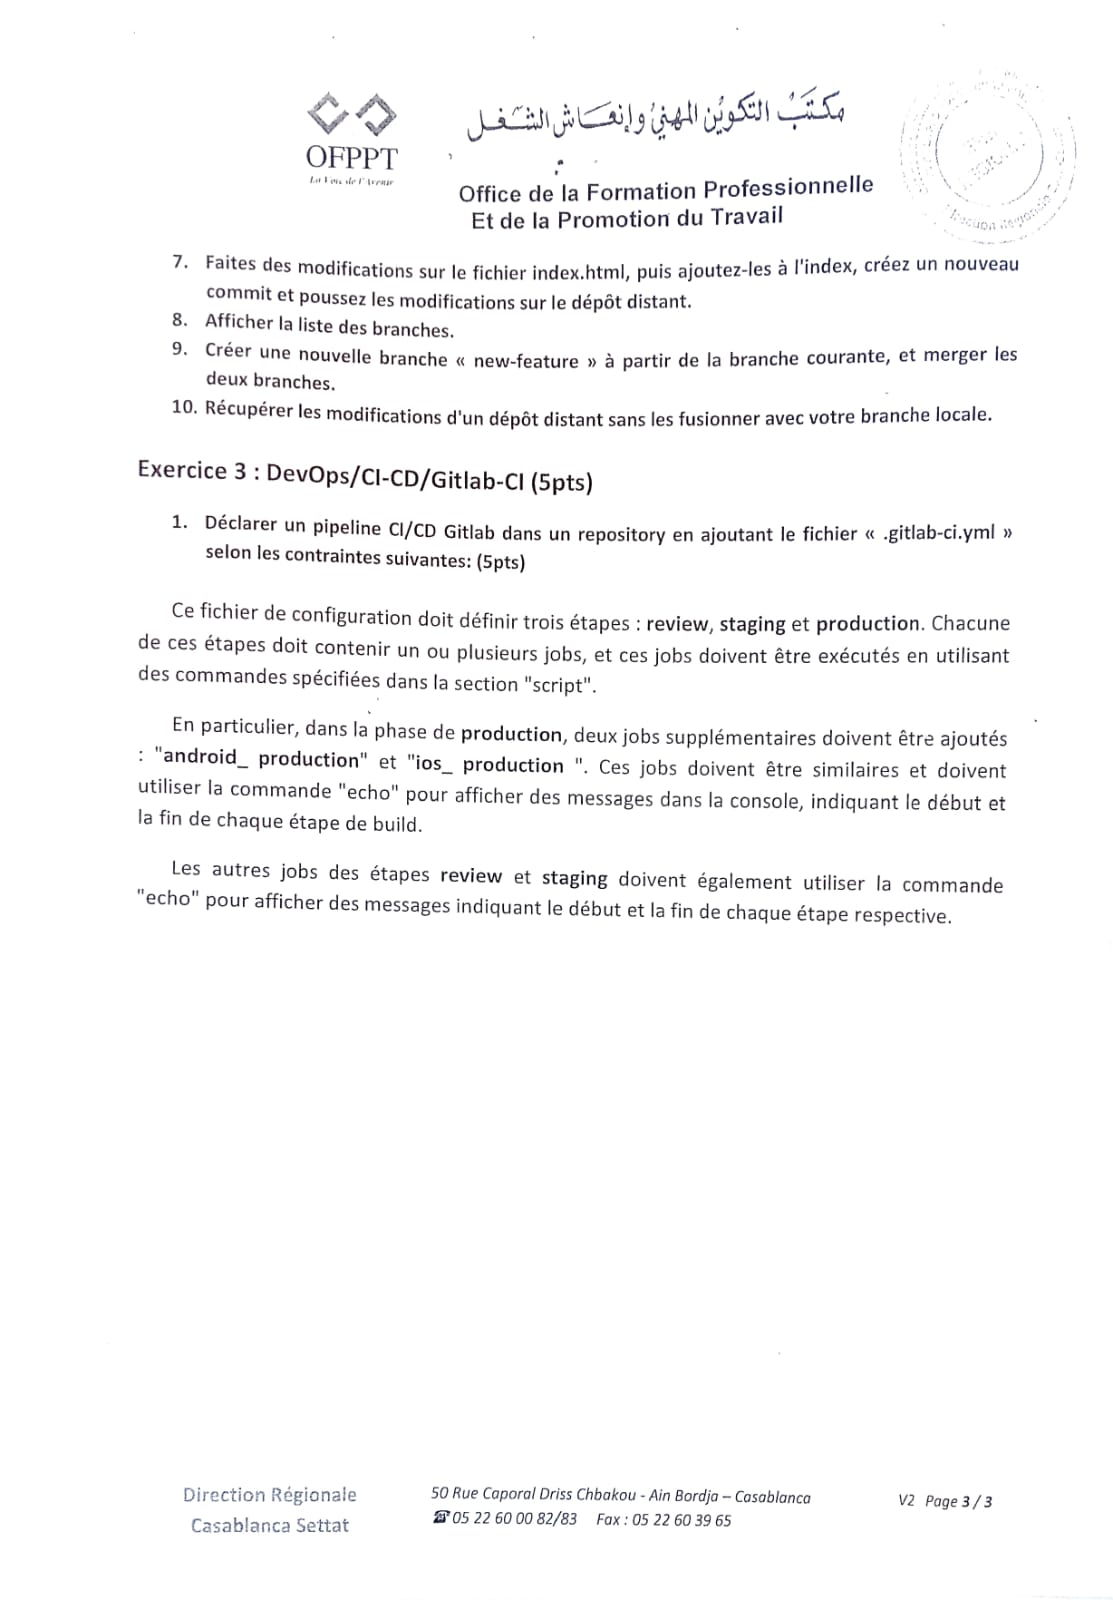 OFPPT
La Voie de l'Avenir
مكتب التكوين المهني وإنعاش الشغل
Office de la Formation Professionnelle
Et de la Promotion du Travail
7. Faites des modifications sur le fichier index.html, puis ajoutez-les à l'index, créez un nouveau
commit et poussez les modifications sur le dépôt distant.
8. Afficher la liste des branches.
9. Créer une nouvelle branche « new-feature » à partir de la branche courante, et merger les
deux branches.
10. Récupérer les modifications d'un dépôt distant sans les fusionner avec votre branche locale.
Exercice 3 : DevOps/CI-CD/Gitlab-CI (5pts)
1. Déclarer un pipeline CI/CD Gitlab dans un repository en ajoutant le fichier « .gitlab-ci.yml »
selon les contraintes suivantes: (5pts)
Ce fichier de configuration doit définir trois étapes : review, staging et production. Chacune
de ces étapes doit contenir un ou plusieurs jobs, et ces jobs doivent être exécutés en utilisant
des commandes spécifiées dans la section "script".
En particulier, dans la phase de production, deux jobs supplémentaires doivent être ajoutés
: "android_ production" et "ios_ production ". Ces jobs doivent être similaires et doivent
utiliser la commande "echo" pour afficher des messages dans la console, indiquant le début et
la fin de chaque étape de build.
Les autres jobs des étapes review et staging doivent également utiliser la commande
"echo" pour afficher des messages indiquant le début et la fin de chaque étape respective.
Direction Régionale
Casablanca Settat
50 Rue Caporal Driss Chbakou - Ain Bordja – Casablanca
☎ 05 22 60 00 82/83 Fax : 05 22 60 39 65
V2 Page 3 / 3